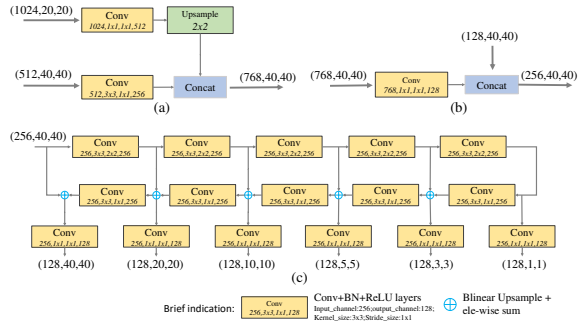 (1024,20,20)
Conv
1024,1x1,1x1,512
Upsample
2x2
(512,40,40)
Conv
512,3x3,1x1,256
Concat
(768,40,40)
(a)
(128,40,40)
(768,40,40)
Conv
768,1x1,1x1,128
Concat
(256,40,40)
(b)
(256,40,40)
Conv
256,3x3,2x2,256
Conv
256,3x3,2x2,256
Conv
256,3x3,2x2,256
Conv
256,3x3,2x2,256
Conv
256,3x3,2x2,256
Conv
256,3x3,1x1,256
Conv
256,3x3,1x1,256
Conv
256,3x3,1x1,256
Conv
256,3x3,1x1,256
Conv
256,3x3,1x1,256
Conv
256,1x1,1x1,128
Conv
256,1x1,1x1,128
Conv
256,1x1,1x1,128
Conv
256,1x1,1x1,128
Conv
256,1x1,1x1,128
Conv
256,1x1,1x1,128
(128,40,40)
(128,20,20)
(128,10,10)
(128,5,5)
(128,3,3)
(128,1,1)
(c)
Brief indication:
Conv
256,3x3,1x1,128
Conv+BN+ReLU layers
Input_channel:256;output_channel:128;
Kernel_size:3x3;Stride_size:1x1
Blinear Upsample +
ele-wise sum